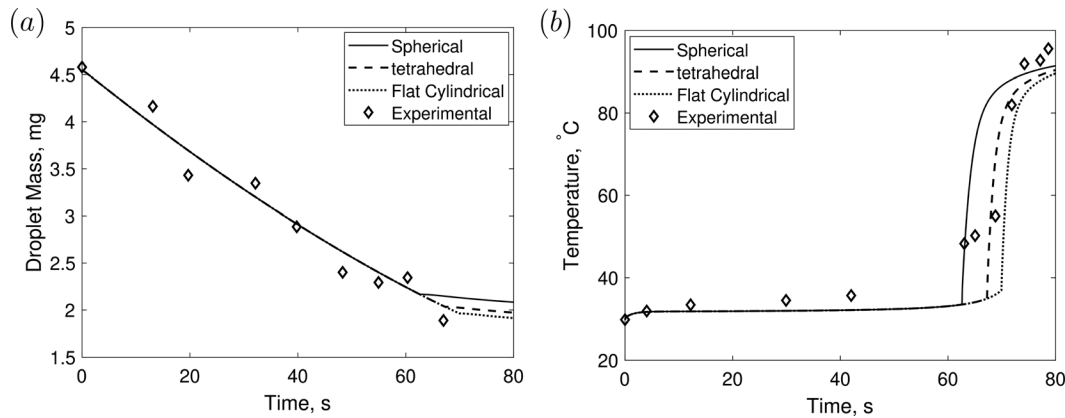 (a)
5
4.5
4
3.5
3
2.5
2
1.5
Droplet Mass, mg
Spherical
tetrahedral
Flat Cylindrical
Experimental
0
20
40
60
80
Time, s
(b)
100
80
60
40
20
Temperature, °C
Spherical
tetrahedral
Flat Cylindrical
Experimental
0
20
40
60
80
Time, s